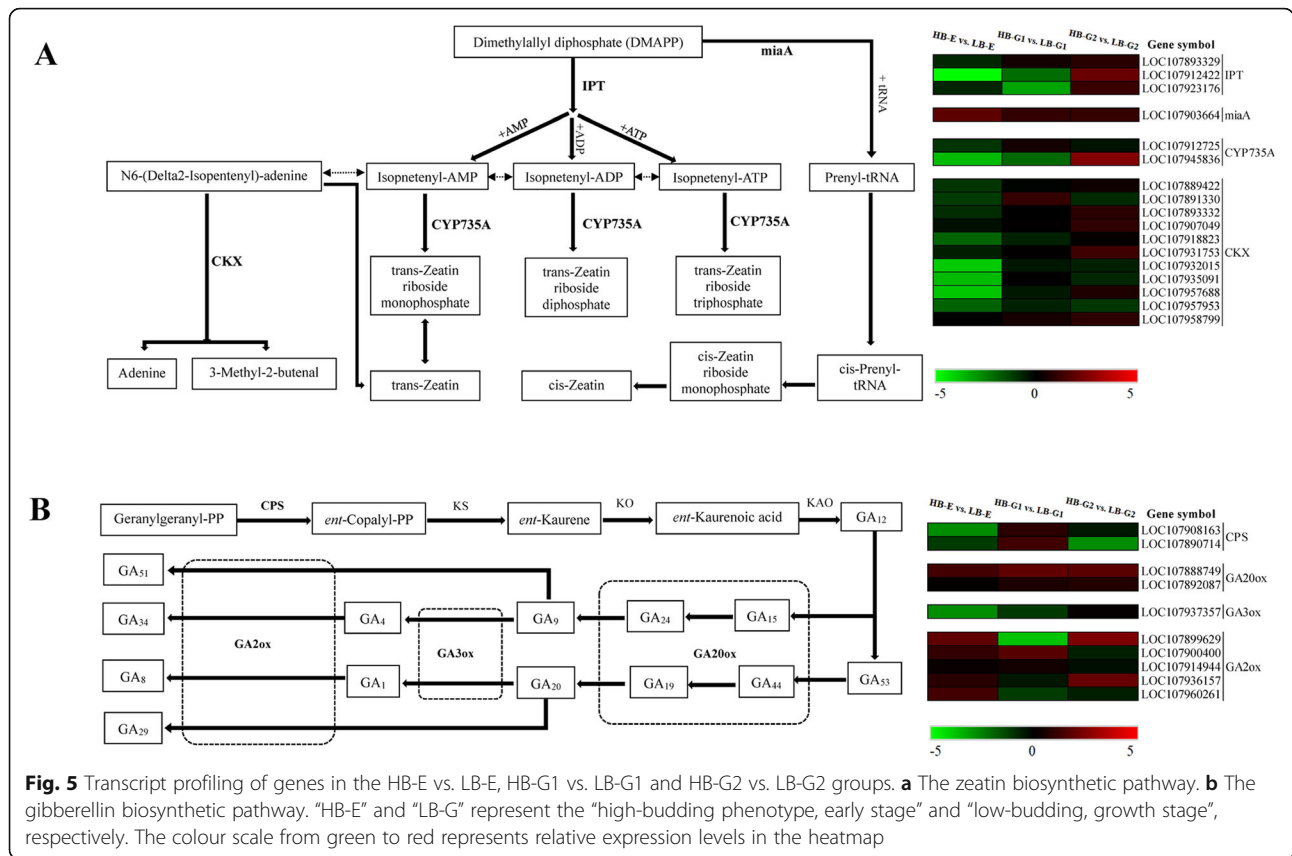 A
Dimethylallyl diphosphate (DMAPP)
miaA
IPT
+ tRNA
+AMP
+ADP
+ATP
N6-(Delta2-Isopentenyl)-adenine
Isopnetenyl-AMP
Isopnetenyl-ADP
Isopnetenyl-ATP
Prenyl-tRNA
CKX
CYP735A
CYP735A
CYP735A
trans-Zeatin
riboside
monophosphate
trans-Zeatin
riboside
diphosphate
trans-Zeatin
riboside
triphosphate
Adenine
3-Methyl-2-butenal
trans-Zeatin
cis-Zeatin
cis-Zeatin
riboside
monophosphate
cis-Prenyl-
tRNA
HB-E vs. LB-E
HB-G1 vs. LB-G1
HB-G2 vs. LB-G2
Gene symbol
LOC107893329
LOC107912422
LOC107923176
IPT
LOC107903664
miaA
LOC107912725
LOC107945836
CYP735A
LOC107889422
LOC107891330
LOC107893332
LOC107907049
LOC107918823
LOC107931753
LOC107932015
LOC107935091
LOC107957688
LOC107957953
LOC107958799
CKX
-5 0 5
B
Geranylgeranyl-PP
CPS
ent-Copalyl-PP
KS
ent-Kaurene
KO
ent-Kaurenoic acid
KAO
GA12
GA51
GA34
GA4
GA9
GA24
GA15
GA2ox
GA3ox
GA20ox
GA8
GA1
GA20
GA19
GA44
GA53
GA29
HB-E vs. LB-E
HB-G1 vs. LB-G1
HB-G2 vs. LB-G2
Gene symbol
LOC107908163
LOC107890714
CPS
LOC107888749
LOC107892087
GA20ox
LOC107937357
GA3ox
LOC107899629
LOC107900400
LOC107914944
LOC107936157
LOC107960261
GA2ox
-5 0 5
Fig. 5 Transcript profiling of genes in the HB-E vs. LB-E, HB-G1 vs. LB-G1 and HB-G2 vs. LB-G2 groups. a The zeatin biosynthetic pathway. b The
gibberellin biosynthetic pathway. “HB-E” and “LB-G” represent the “high-budding phenotype, early stage” and “low-budding, growth stage”,
respectively. The colour scale from green to red represents relative expression levels in the heatmap